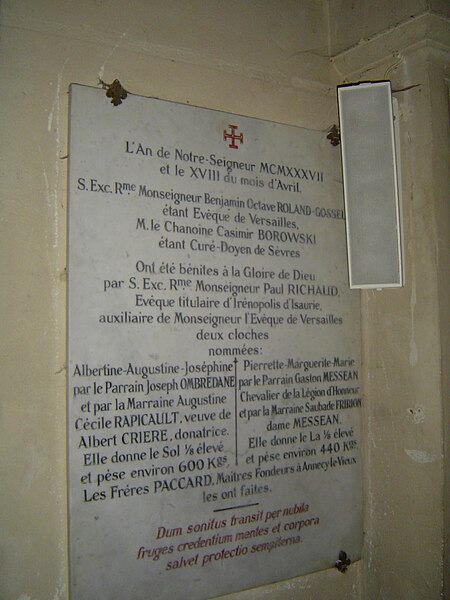 L'An de Notre-Seigneur MCMXXXVII
et le XVIII du mois d'Avril.
S. Exc. Rme Monseigneur Benjamin Octave ROLAND-GOSSEL
étant Evêque de Versailles,
M. le Chanoine Casimir BOROWSKI
étant Curé-Doyen de Sèvres
Ont été bénites à la Gloire de Dieu
par S. Exc. Rme Monseigneur Paul RICHAUD,
Evêque titulaire d'Irénopolis d'Isaurie,
auxiliaire de Monseigneur l'Evêque de Versailles
deux cloches
nommées:
Albertine-Augustine-Joséphine
par le Parrain Joseph OMBREDANE
et par la Marraine Augustine
Cécile RAPICAULT, veuve de
Albert CRIERE, donatrice.
Elle donne le Sol 1/8 élevé
et pèse environ 600 Kgs.
Pierrette-Marguerite-Marie
par le Parrain Gaston MESSEAN
Chevalier de la Légion d'Honneur
et par la Marraine Saubade FRIBION
dame MESSEAN.
Elle donne le La 1/8 élevé
et pèse environ 440 Kgs.
Les Frères PACCARD, Maîtres Fondeurs à Annecy-le-Vieux
les ont faites.
Dum sonitus transit per nubila
fruges credentium mentes et corpora
salvet protectio sempiterna.